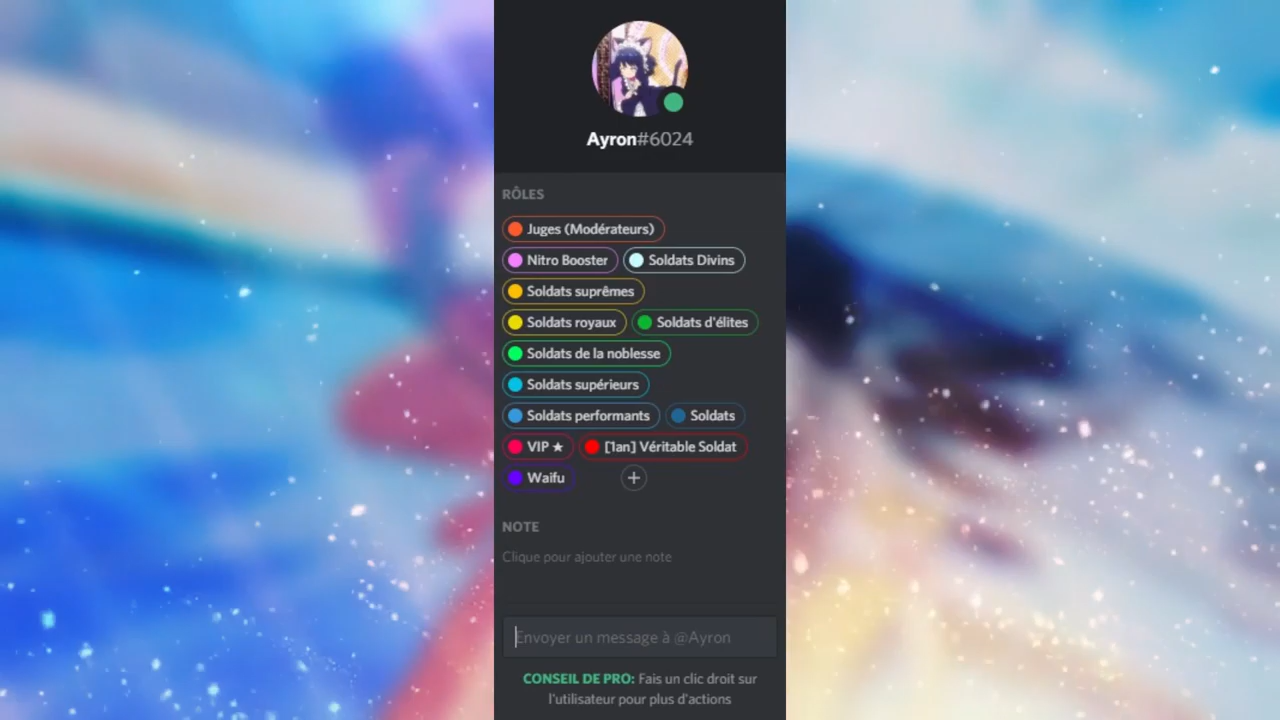 Ayron#6024
RÔLES
Juges (Modérateurs)
Nitro Booster Soldats Divins
Soldats suprêmes
Soldats royaux Soldats d'élites
Soldats de la noblesse
Soldats supérieurs
Soldats performants Soldats
VIP ★ [1an] Véritable Soldat
Waifu +
NOTE
Clique pour ajouter une note
Envoyer un message à @Ayron
CONSEIL DE PRO: Fais un clic droit sur
l'utilisateur pour plus d'actions